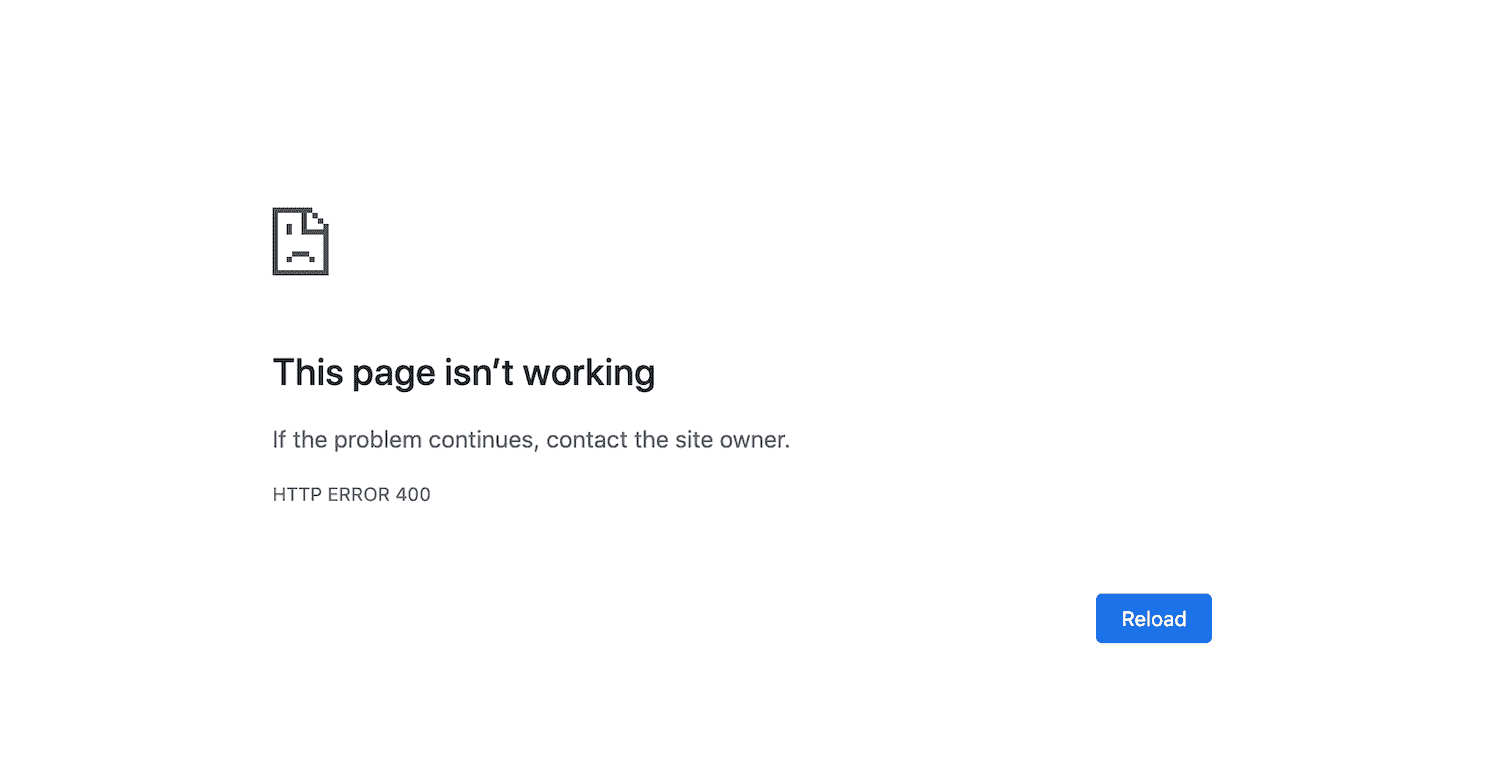 This page isn’t working
If the problem continues, contact the site owner.
HTTP ERROR 400
Reload